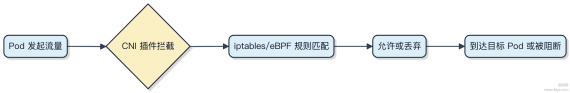 Pod 发起流量
CNI 插件拦截
iptables/eBPF 规则匹配
允许或丢弃
到达目标 Pod 或被阻断